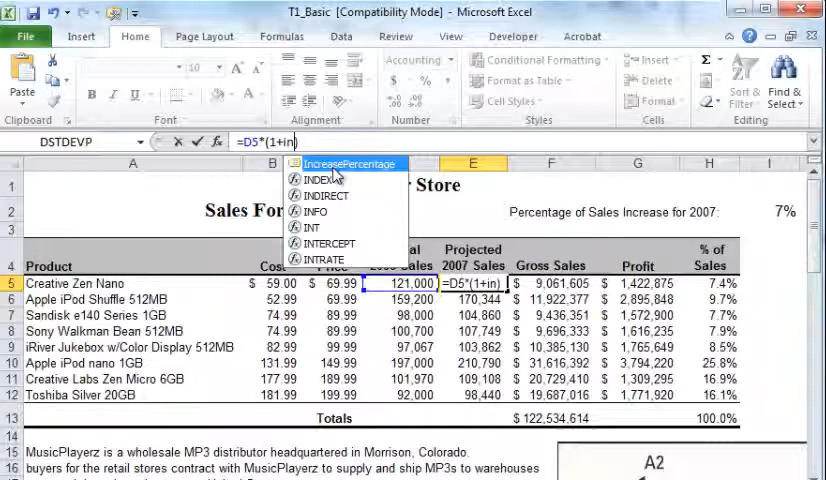 T1_Basic [Compatibility Mode] - Microsoft Excel
File Insert Home Page Layout Formulas Data Review View Developer Acrobat
Paste
10
A A
B I U
Accounting
$ % ,
Conditional Formatting
Format as Table
Cell Styles
Insert
Delete
Format
Σ
Sort & Filter
Find & Select
Clipboard Font Alignment Number Styles Cells Editing
DSTDEVP fx =D5*(1+in)
IncreasePercentage
INDEX
INDIRECT
INFO
INT
INTERCEPT
INTRATE
A B E F G H I
1 Store
2 Sales For Percentage of Sales Increase for 2007: 7%
3
Projected % of
4 Product 2007 Sales Gross Sales Profit Sales
5 Creative Zen Nano $ 59.00 $ 69.99 121,000 =D5*(1+in) $ 9,061,605 $ 1,422,875 7.4%
6 Apple iPod Shuffle 512MB 52.99 69.99 159,200 170,344 $ 11,922,377 $ 2,895,848 9.7%
7 Sandisk e140 Series 1GB 74.99 89.99 98,000 104,860 $ 9,436,351 $ 1,572,900 7.7%
8 Sony Walkman Bean 512MB 74.99 89.99 100,700 107,749 $ 9,696,333 $ 1,616,235 7.9%
9 iRiver Jukebox w/Color Display 512MB 82.99 99.99 97,067 103,862 $ 10,385,130 $ 1,765,649 8.5%
10 Apple iPod nano 1GB 131.99 149.99 197,000 210,790 $ 31,616,392 $ 3,794,220 25.8%
11 Creative Labs Zen Micro 6GB 177.99 189.99 101,970 109,108 $ 20,729,410 $ 1,309,295 16.9%
12 Toshiba Silver 20GB 181.99 199.99 92,000 98,440 $ 19,687,016 $ 1,771,920 16.1%
13 Totals $ 122,534,614 100.0%
14
15 MusicPlayerz is a wholesale MP3 distributor headquartered in Morrison, Colorado.
16 buyers for the retail stores contract with MusicPlayerz to supply and ship MP3s to warehouses
A2